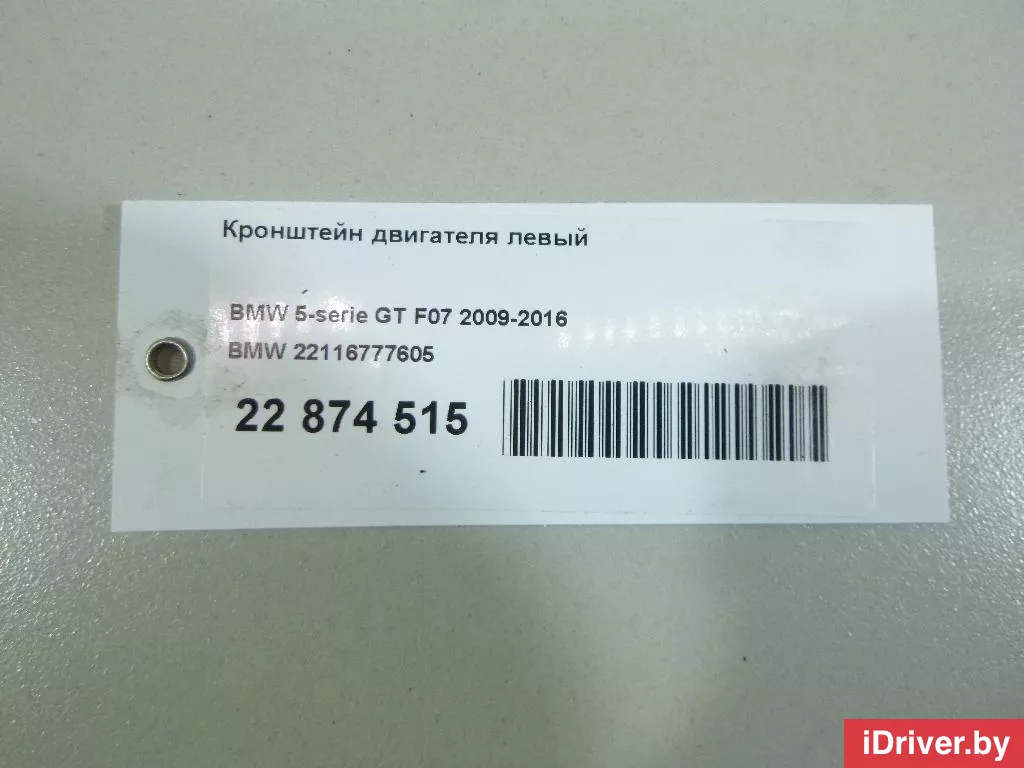 Кронштейн двигателя левый
BMW 5-serie GT F07 2009-2016
BMW 22116777605
22 874 515
iDriver.by